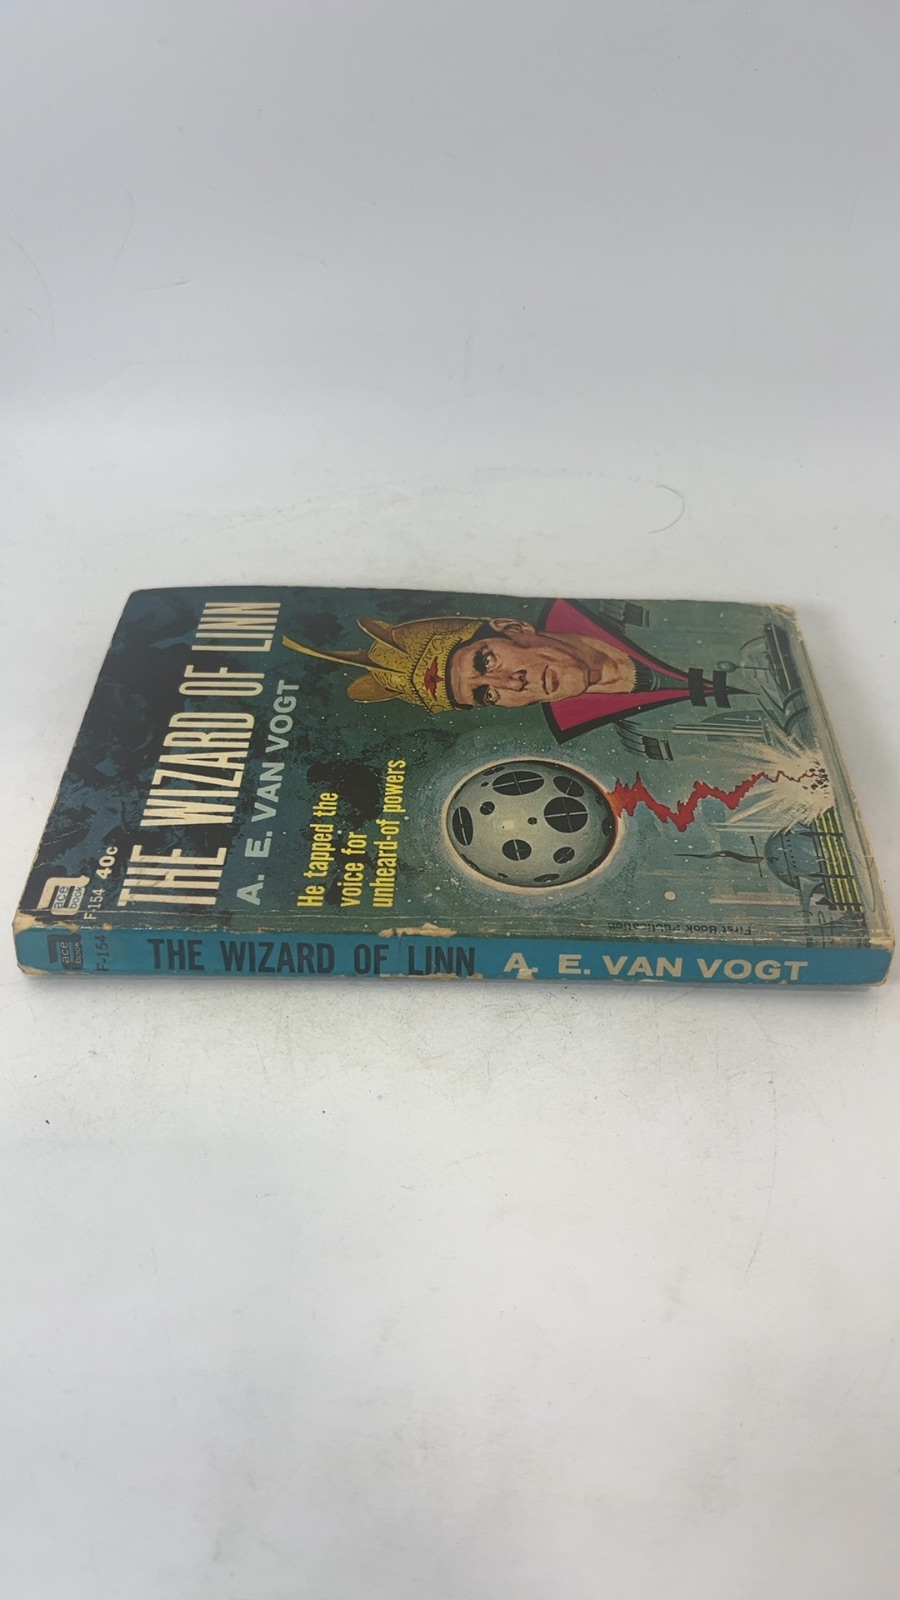 ace
book
F-154
40c
THE WIZARD OF LINN
A. E. VAN VOGT
He tapped the
voice for
unheard-of powers
First Book Publication
ace
book
F-154
THE WIZARD OF LINN
A. E. VAN VOGT